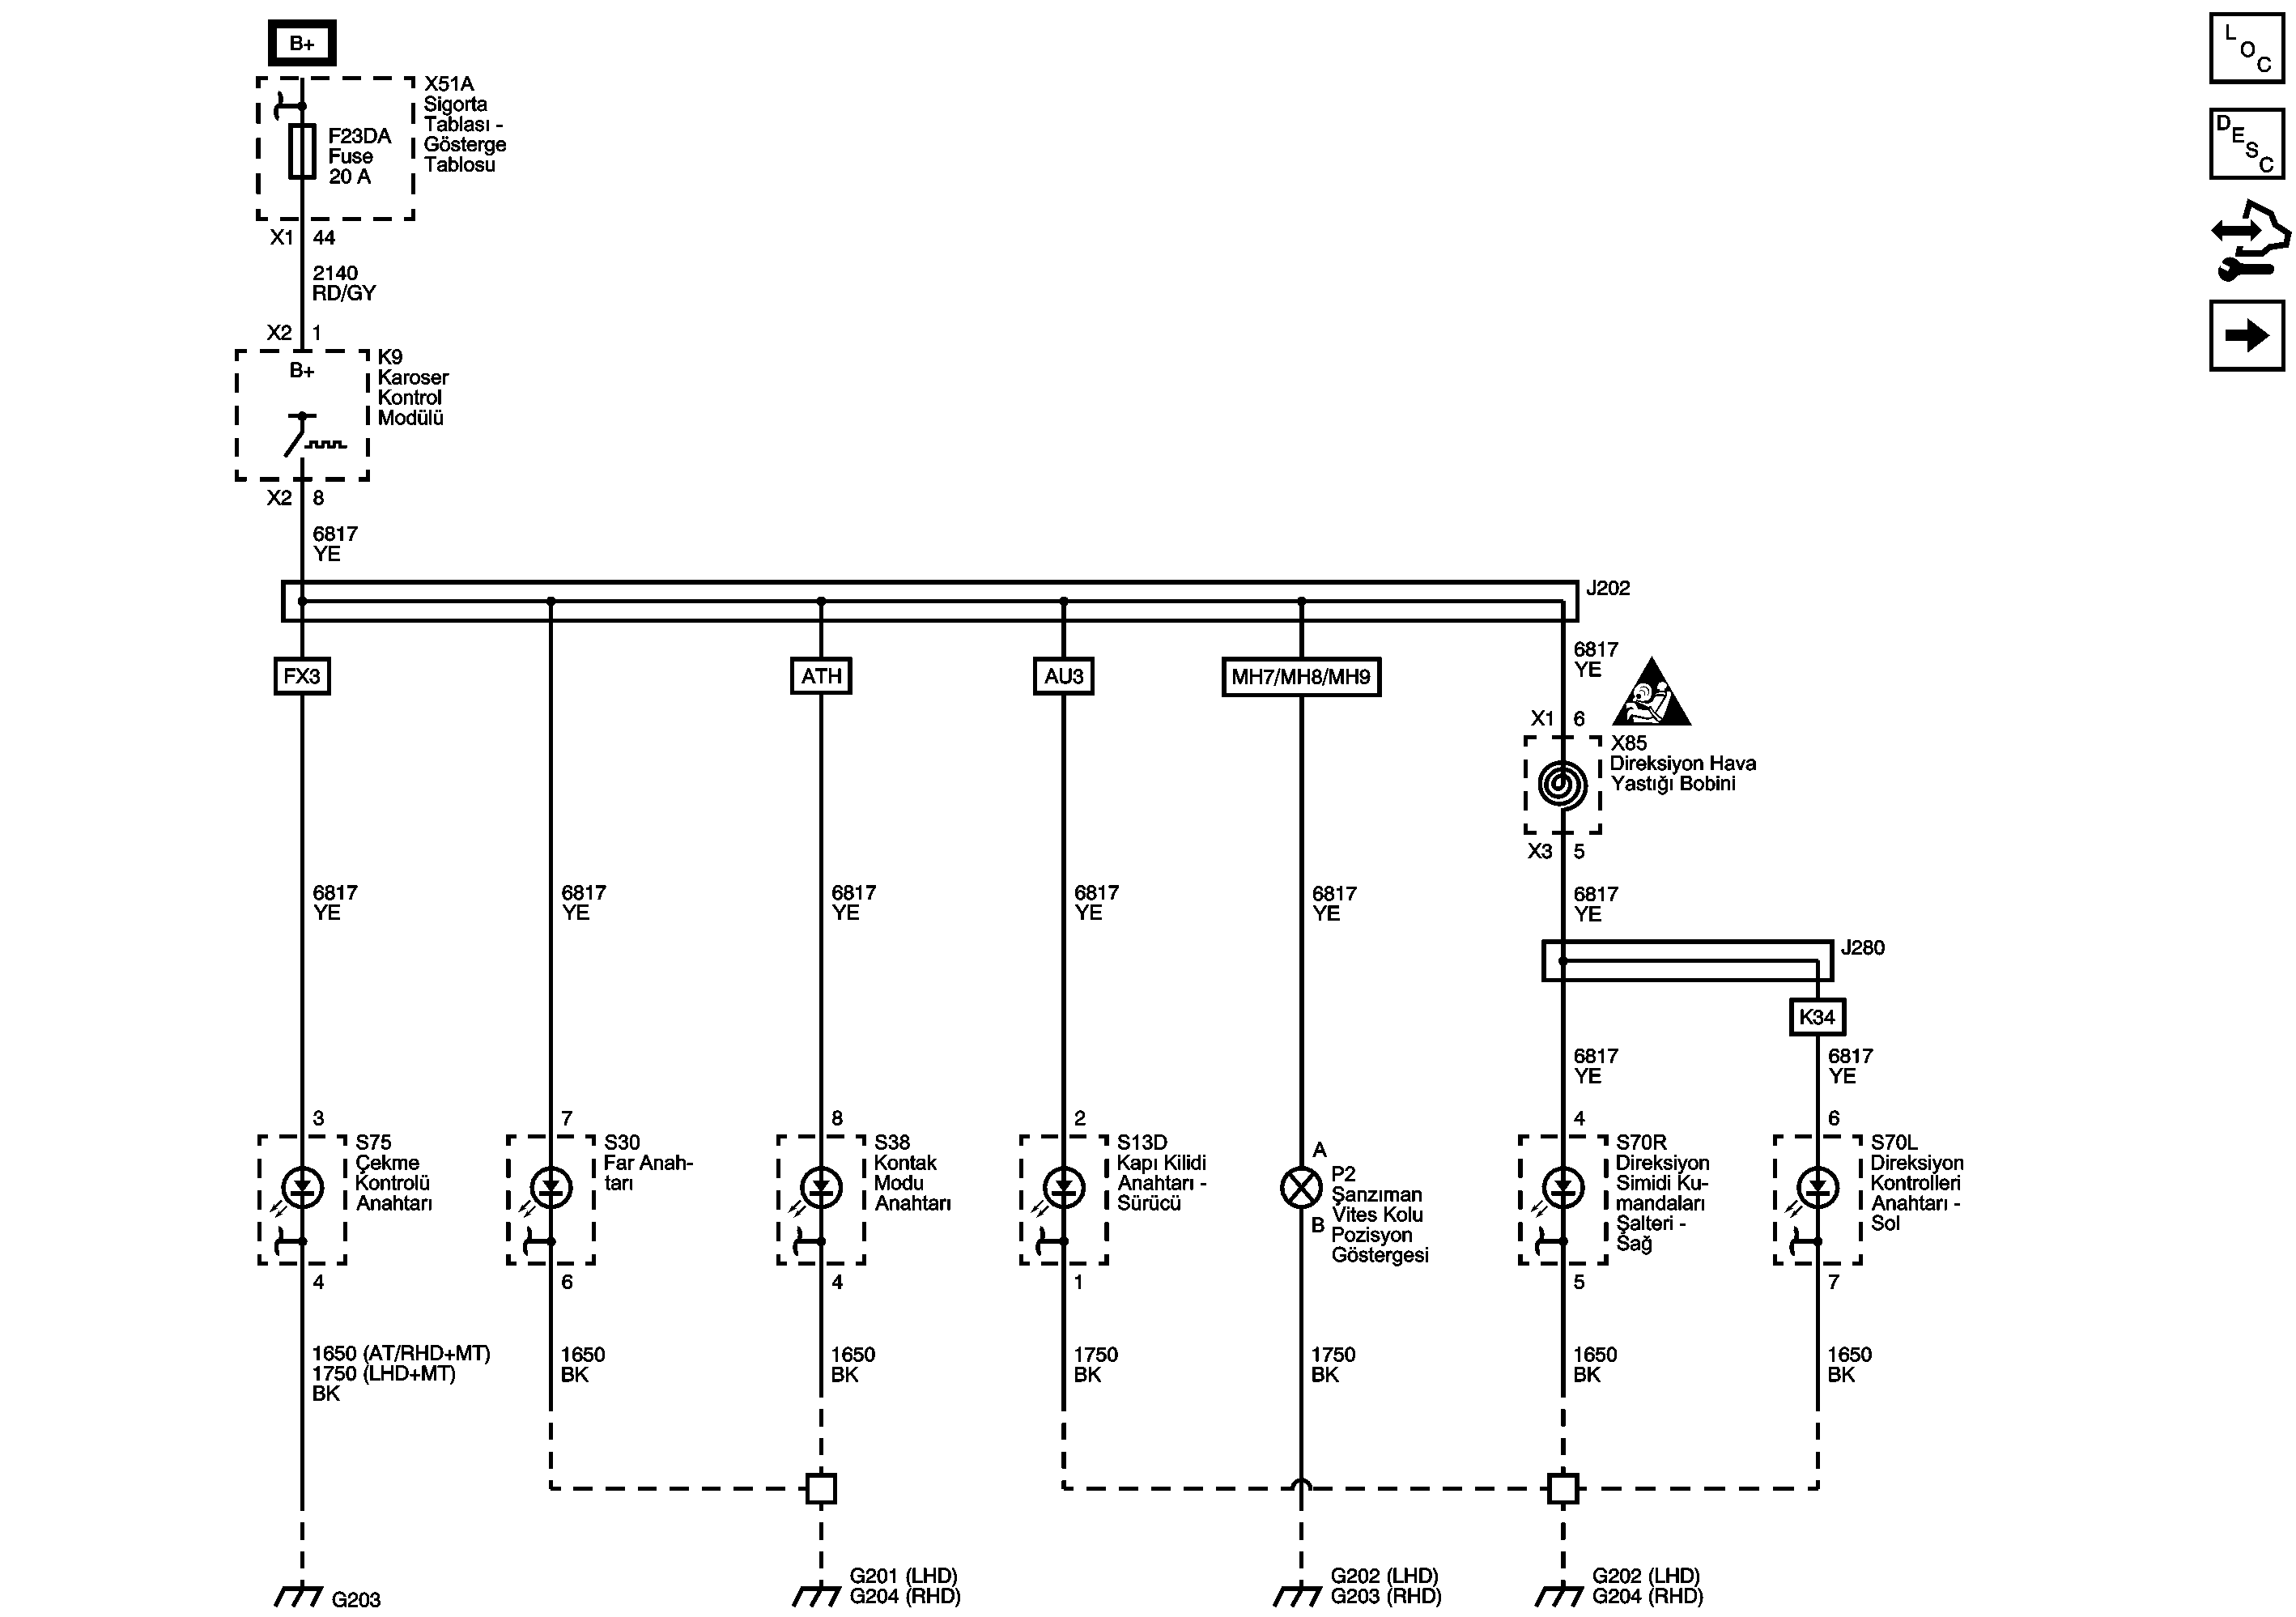 B+
X51A
Sigorta
Tablası -
Gösterge
Tablosu
F23DA
Fuse
20 A
X1 44
2140
RD/GY
X2 1
B+
K9
Karoser
Kontrol
Modülü
X2 8
6817
YE
J202
FX3
ATH
AU3
MH7/MH8/MH9
6817
YE
X1 6
X85
Direksiyon Hava
Yastığı Bobini
X3 5
6817
YE
6817
YE
6817
YE
6817
YE
6817
YE
6817
YE
J280
K34
6817
YE
6817
YE
3
S75
Çekme
Kontrolü
Anahtarı
4
7
S30
Far Anah-
tarı
6
8
S38
Kontak
Modu
Anahtarı
4
2
S13D
Kapı Kilidi
Anahtarı -
Sürücü
1
A
P2
Şanzıman
Vites Kolu
Pozisyon
Göstergesi
B
4
S70R
Direksiyon
Simidi Ku-
mandaları
Şalteri -
Sağ
5
6
S70L
Direksiyon
Kontrolleri
Anahtarı -
Sol
7
1650 (AT/RHD+MT)
1750 (LHD+MT)
BK
1650
BK
1650
BK
1750
BK
1750
BK
1650
BK
1650
BK
G203
G201 (LHD)
G204 (RHD)
G202 (LHD)
G203 (RHD)
G202 (LHD)
G204 (RHD)
LOC
DESC